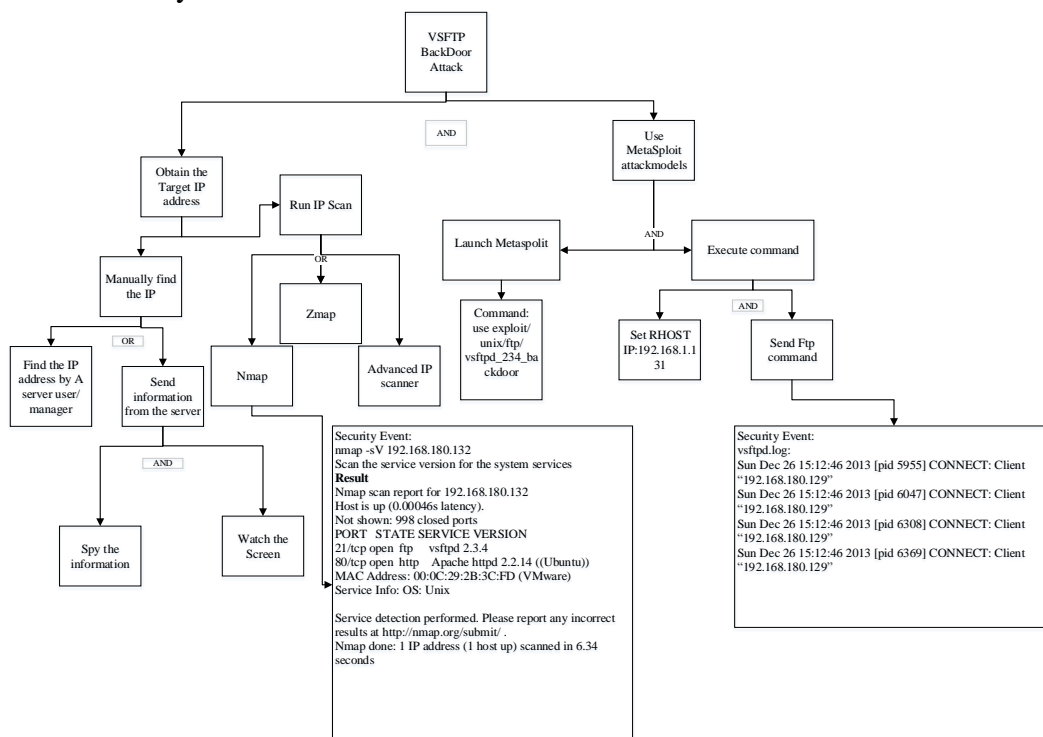 VSFTP
BackDoor
Attack
AND
Obtain the
Target IP
address
Use
MetaSploit
attackmodels
Run IP Scan
AND
Launch Metaspolit
Execute command
Manually find
the IP
OR
Zmap
Command:
use exploit/
unix/ftp/
vsftpd_234_ba
ckdoor
AND
Set RHOST
IP:192.168.1.1
31
Send Ftp
command
OR
Find the IP
address by A
server user/
manager
Send
information
from the server
Nmap
Advanced IP
scanner
Security Event:
nmap -sV 192.168.180.132
Scan the service version for the system services
Result
Nmap scan report for 192.168.180.132
Host is up (0.00046s latency).
Not shown: 998 closed ports
PORT STATE SERVICE VERSION
21/tcp open ftp vsftpd 2.3.4
80/tcp open http Apache httpd 2.2.14 ((Ubuntu))
MAC Address: 00:0C:29:2B:3C:FD (VMware)
Service Info: OS: Unix
Service detection performed. Please report any incorrect
results at http://nmap.org/submit/ .
Nmap done: 1 IP address (1 host up) scanned in 6.34
seconds
Security Event:
vsftpd.log:
Sun Dec 26 15:12:46 2013 [pid 5955] CONNECT: Client
“192.168.180.129”
Sun Dec 26 15:12:46 2013 [pid 6047] CONNECT: Client
“192.168.180.129”
Sun Dec 26 15:12:46 2013 [pid 6308] CONNECT: Client
“192.168.180.129”
Sun Dec 26 15:12:46 2013 [pid 6369] CONNECT: Client
“192.168.180.129”
AND
Spy the
information
Watch the
Screen